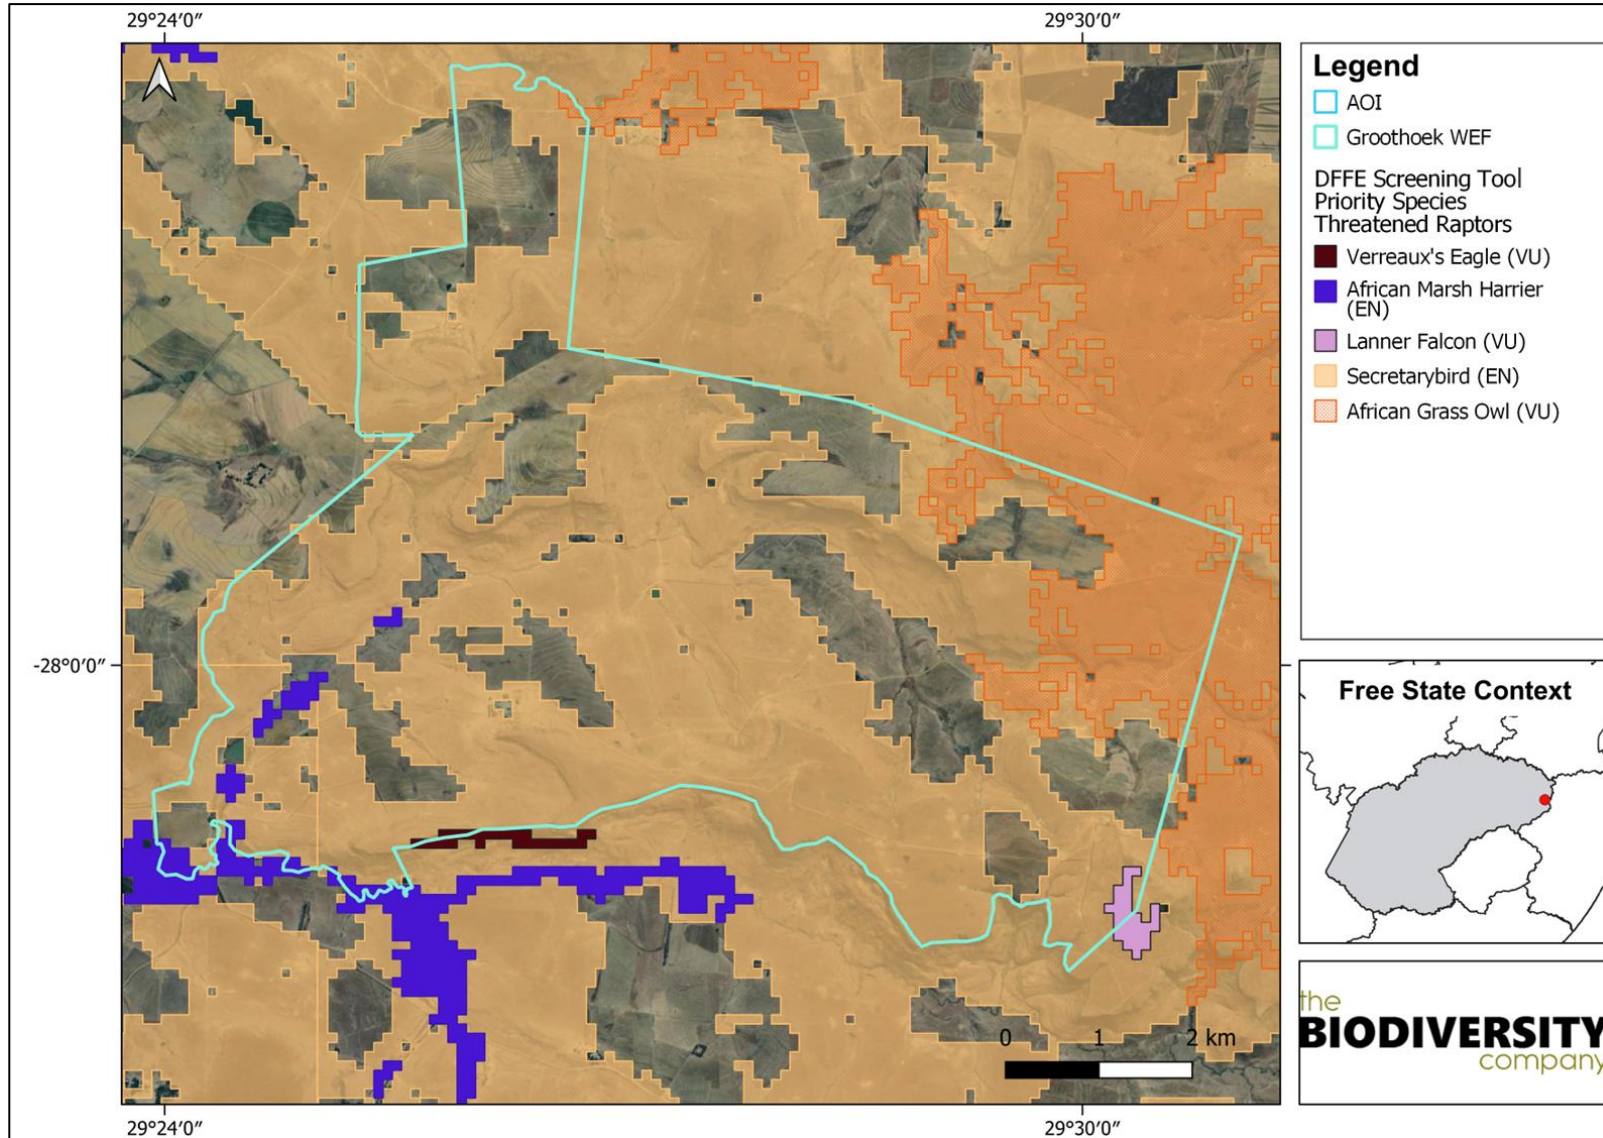 29°24'0"
29°30'0"
Legend
AOI
Groothoek WEF
DFFE Screening Tool
Priority Species
Threatened Raptors
Verreaux's Eagle (VU)
African Marsh Harrier
(EN)
Lanner Falcon (VU)
Secretarybird (EN)
African Grass Owl (VU)
-28°0'0"
Free State Context
0 1 2 km
the
BIODIVERSITY
company
29°24'0"
29°30'0"